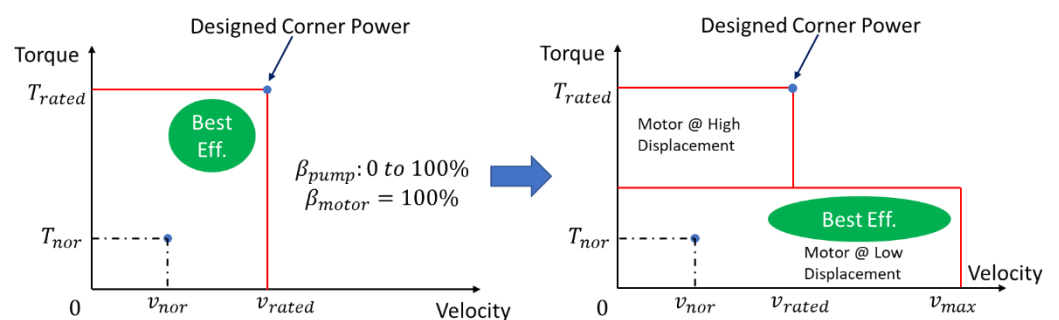 Designed Corner Power
Torque
T_rated
Best
Eff.
β_pump: 0 to 100%
β_motor = 100%
T_nor
0
v_nor
v_rated
Velocity
Designed Corner Power
Torque
T_rated
Motor @ High
Displacement
Best Eff.
T_nor
Motor @ Low
Displacement
Velocity
0
v_nor
v_rated
v_max